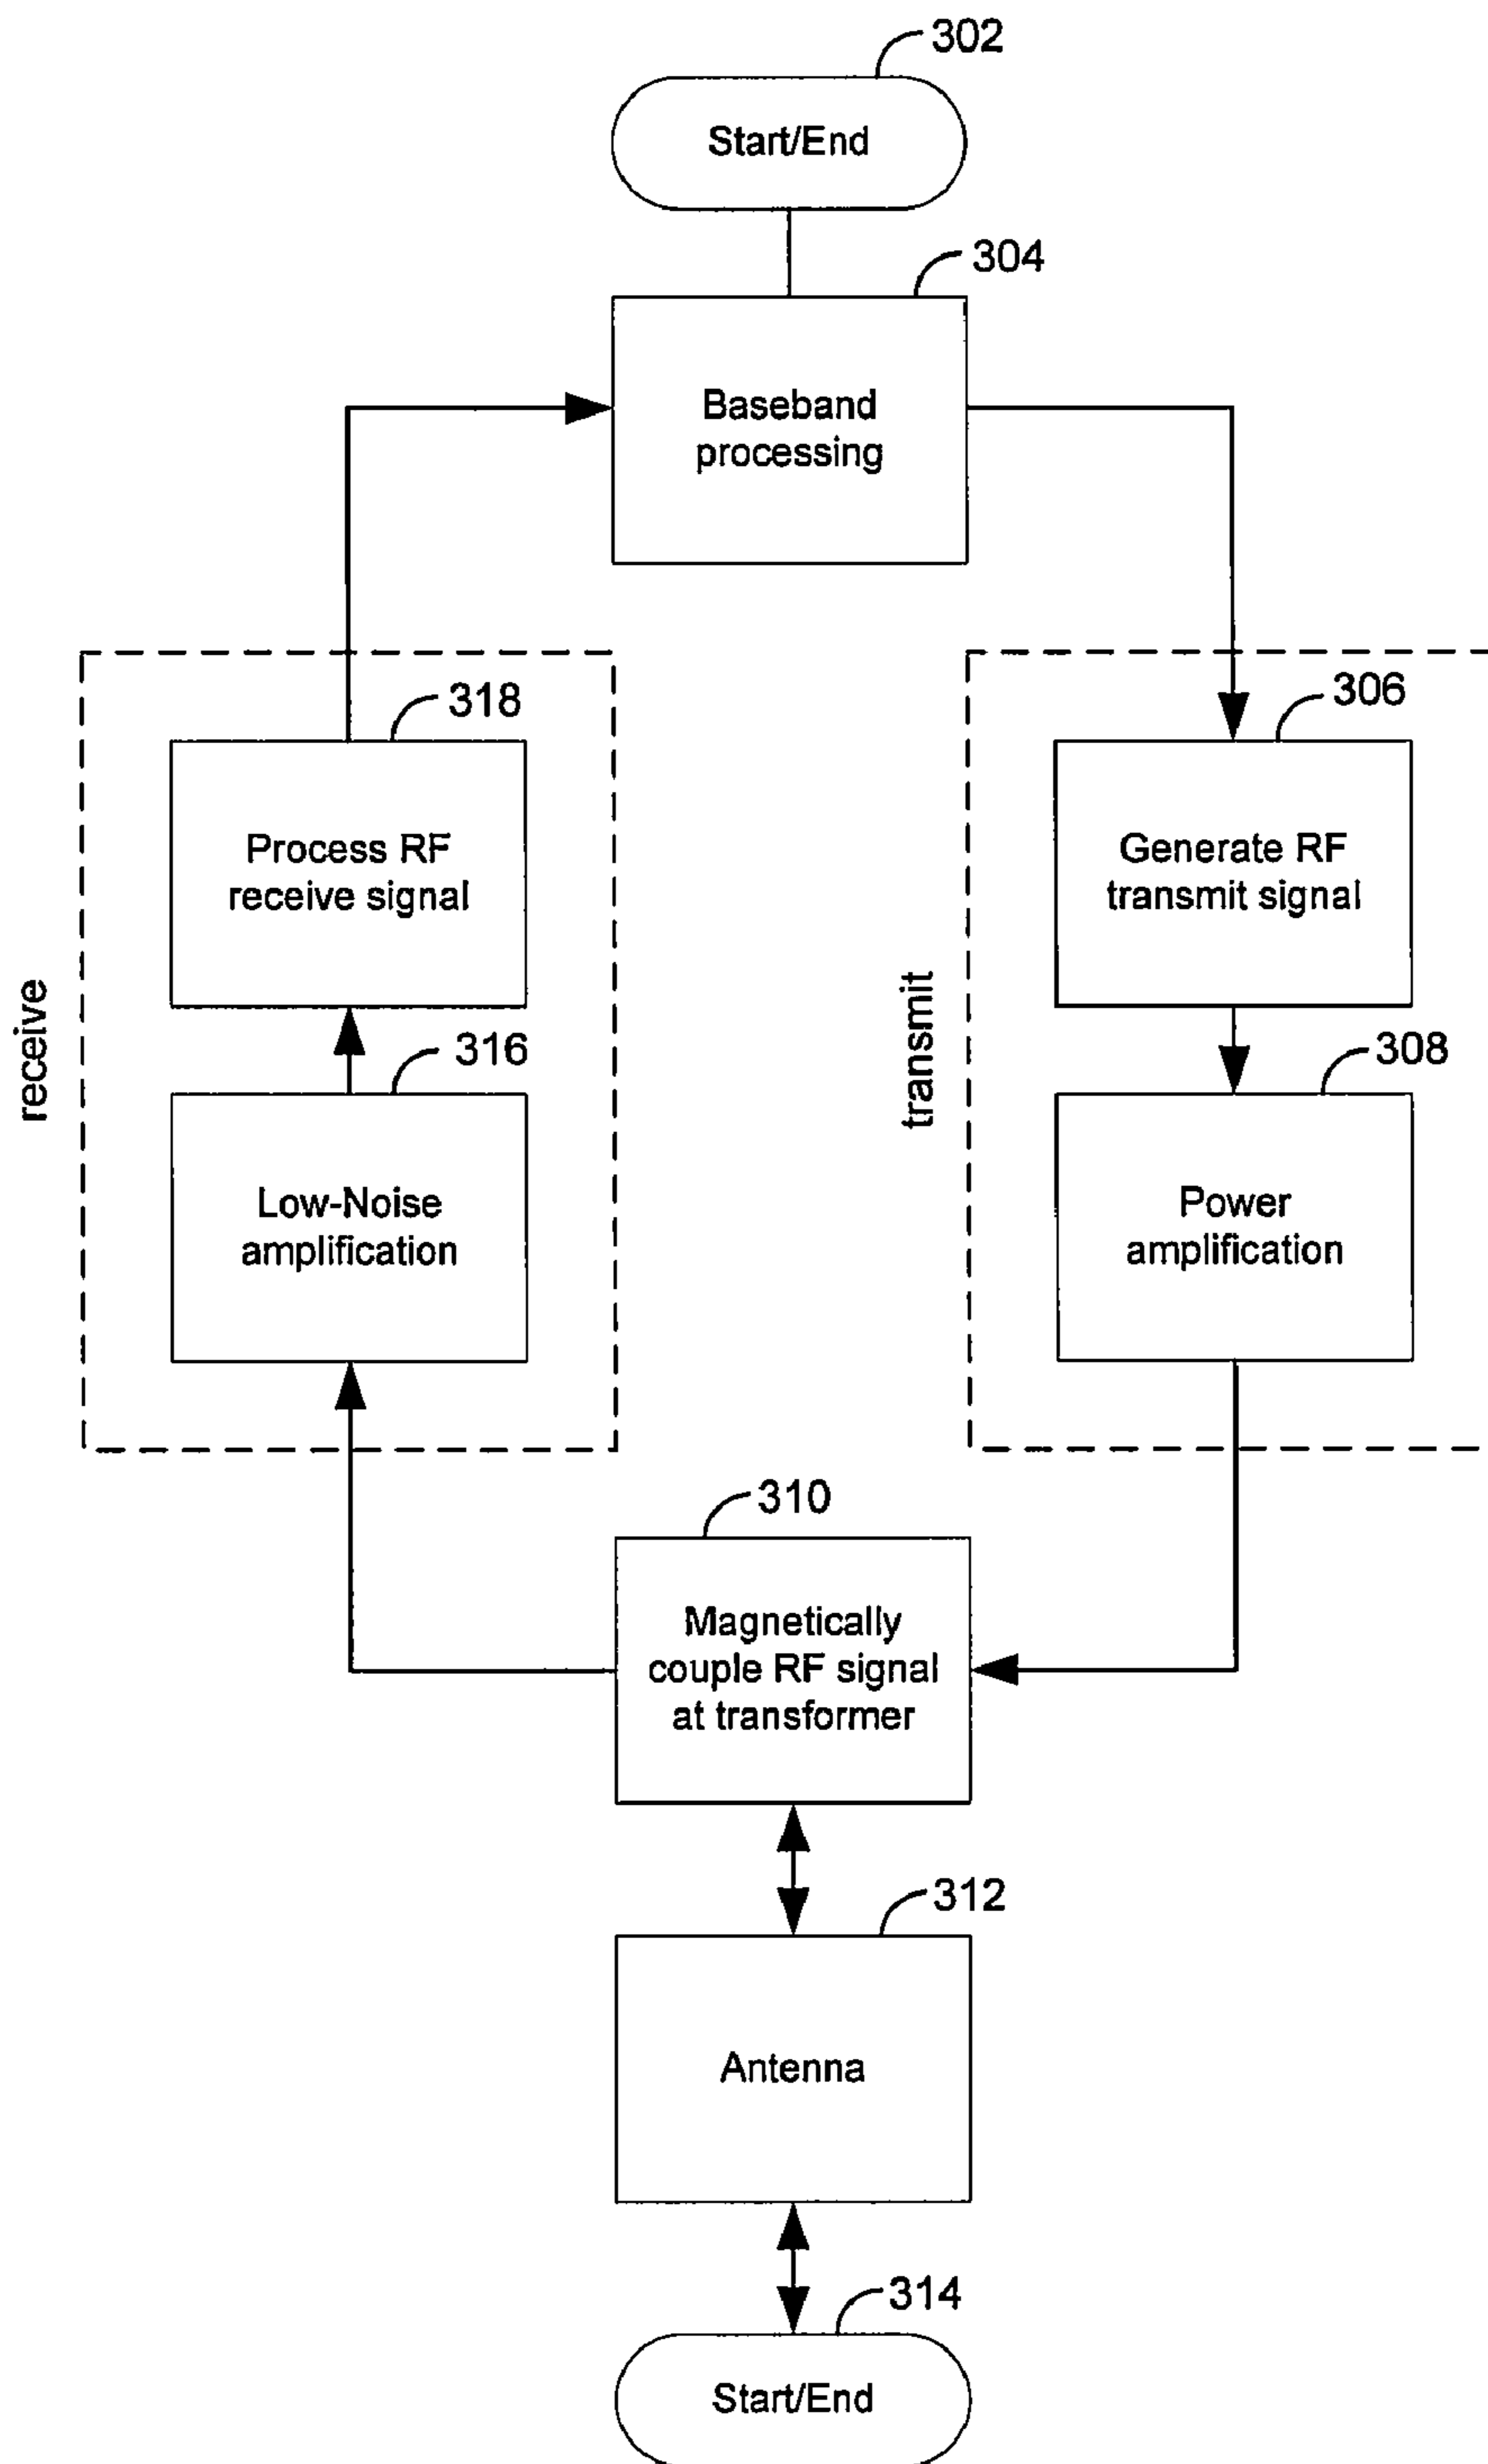 302
Start/End
304
Baseband
processing
receive
318
Process RF
receive signal
316
Low-Noise
amplification
transmit
306
Generate RF
transmit signal
308
Power
amplification
310
Magnetically
couple RF signal
at transformer
312
Antenna
314
Start/End